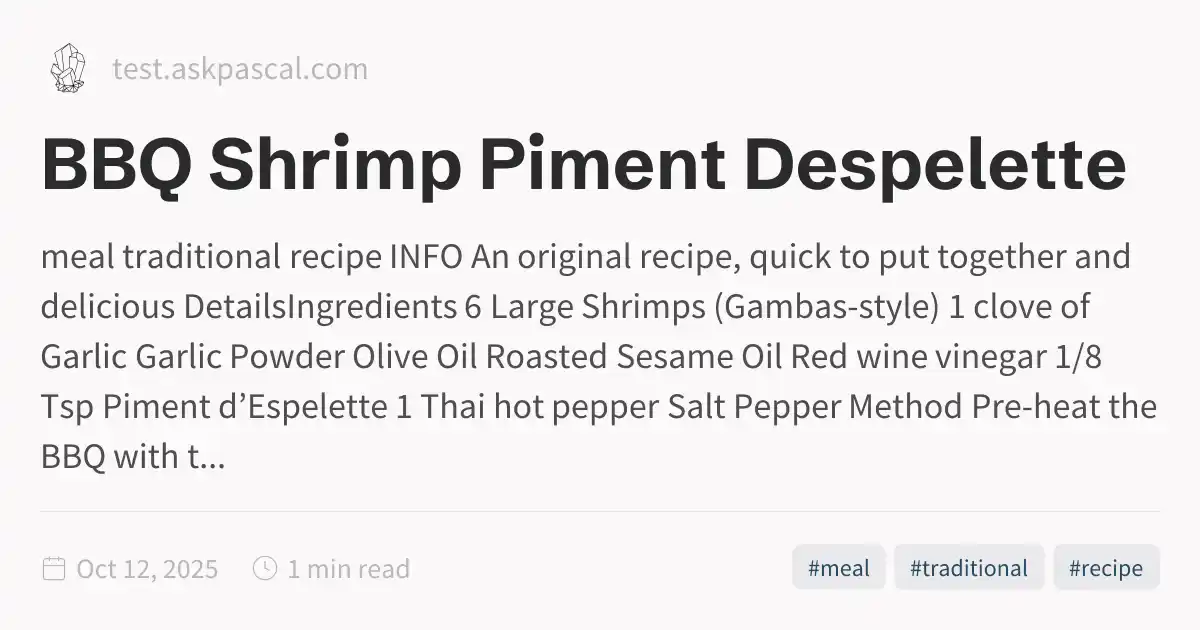 test.askpascal.com
BBQ Shrimp Piment Despelette
meal traditional recipe INFO An original recipe, quick to put together and
delicious DetailsIngredients 6 Large Shrimps (Gambas-style) 1 clove of
Garlic Garlic Powder Olive Oil Roasted Sesame Oil Red wine vinegar 1/8
Tsp Piment d’Espelette 1 Thai hot pepper Salt Pepper Method Pre-heat the
BBQ with t...
Oct 12, 2025 1 min read #meal #traditional #recipe